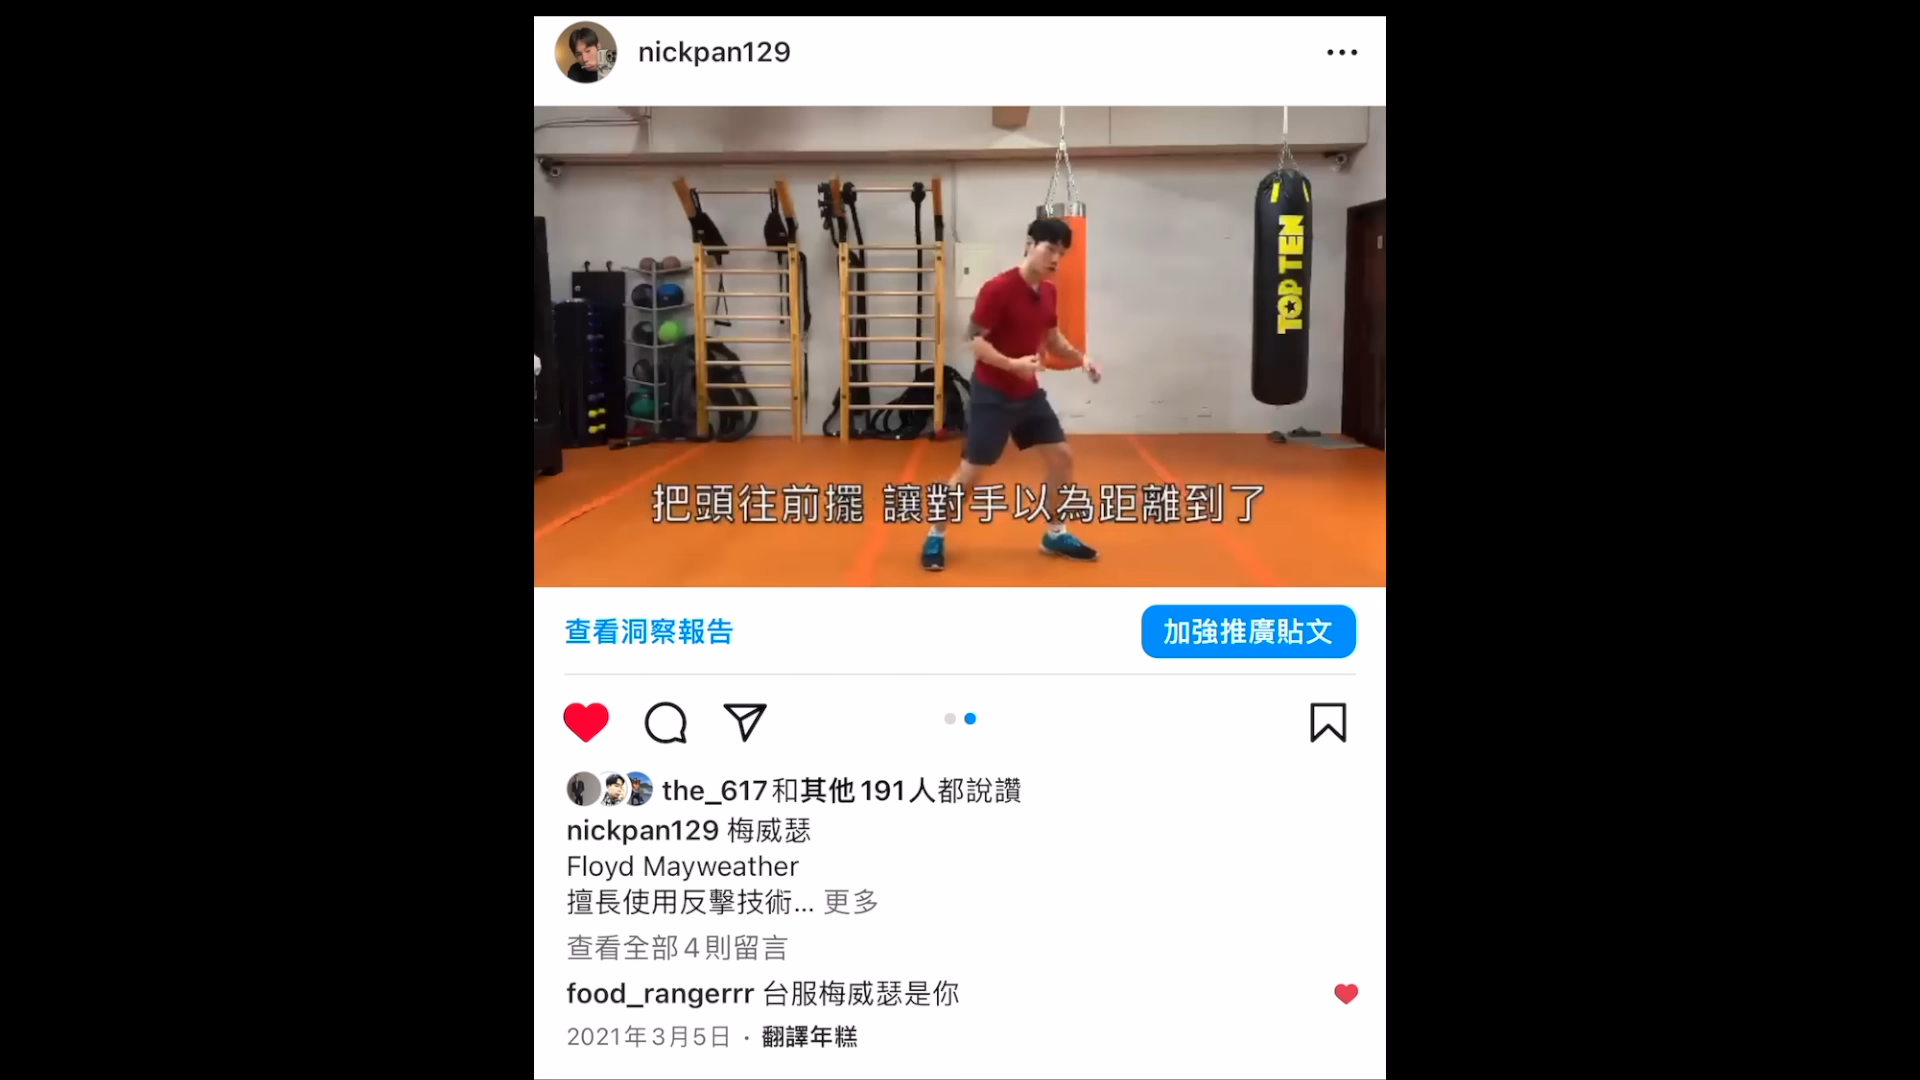 nickpan129
TOP TEN
把頭往前擺 讓對手以為距離到了
查看洞察報告
加強推廣貼文
the_617和其他191人都說讚
nickpan129 梅威瑟
Floyd Mayweather
擅長使用反擊技術... 更多
查看全部4則留言
food_rangerrr 台服梅威瑟是你
2021年3月5日 · 翻譯年糕